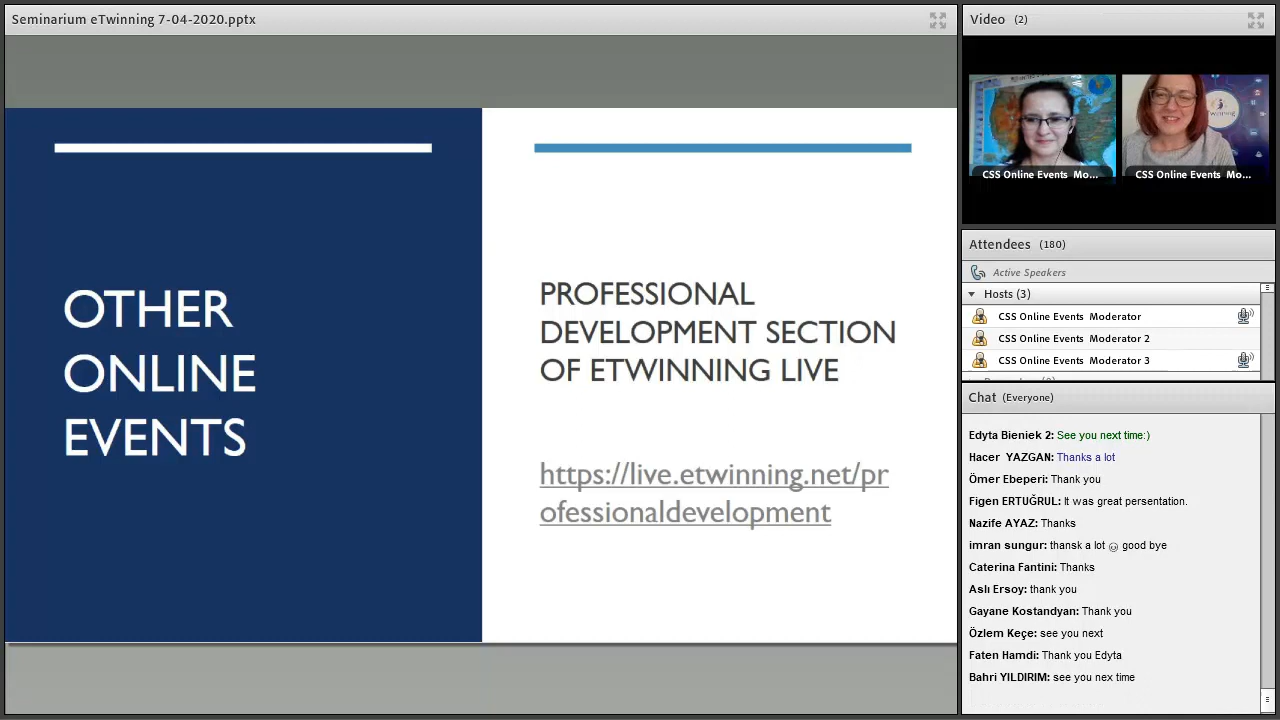 Seminarium eTwinning 7-04-2020.pptx
OTHER
ONLINE
EVENTS
PROFESSIONAL
DEVELOPMENT SECTION
OF ETWINNING LIVE
https://live.etwinning.net/pr
ofessionaldevelopment
Video (2)
CSS Online Events Mo...
CSS Online Events Mo...
Attendees (180)
Active Speakers
Hosts (3)
CSS Online Events Moderator
CSS Online Events Moderator 2
CSS Online Events Moderator 3
Chat (Everyone)
Edyta Bieniek 2: See you next time:)
Hacer YAZGAN: Thanks a lot
Ömer Ebeperi: Thank you
Figen ERTUĞRUL: It was great persentation.
Nazife AYAZ: Thanks
imran sungur: thansk a lot ☺ good bye
Caterina Fantini: Thanks
Aslı Ersoy: thank you
Gayane Kostandyan: Thank you
Özlem Keçe: see you next
Faten Hamdi: Thank you Edyta
Bahri YILDIRIM: see you nex time